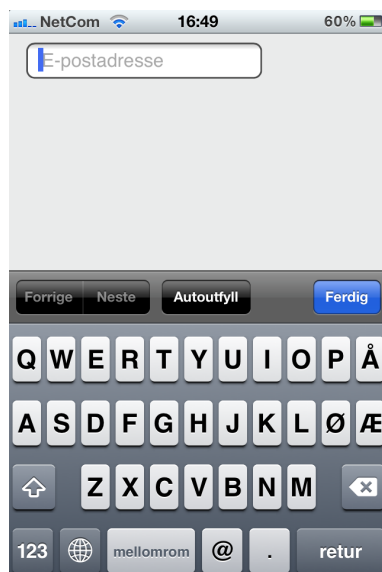 NetCom 16:49 60%
E-postadresse
Forrige Neste Autoutfyll Ferdig
Q W E R T Y U I O P Å
A S D F G H J K L Ø Æ
Z X C V B N M
123 mellomrom @ . retur